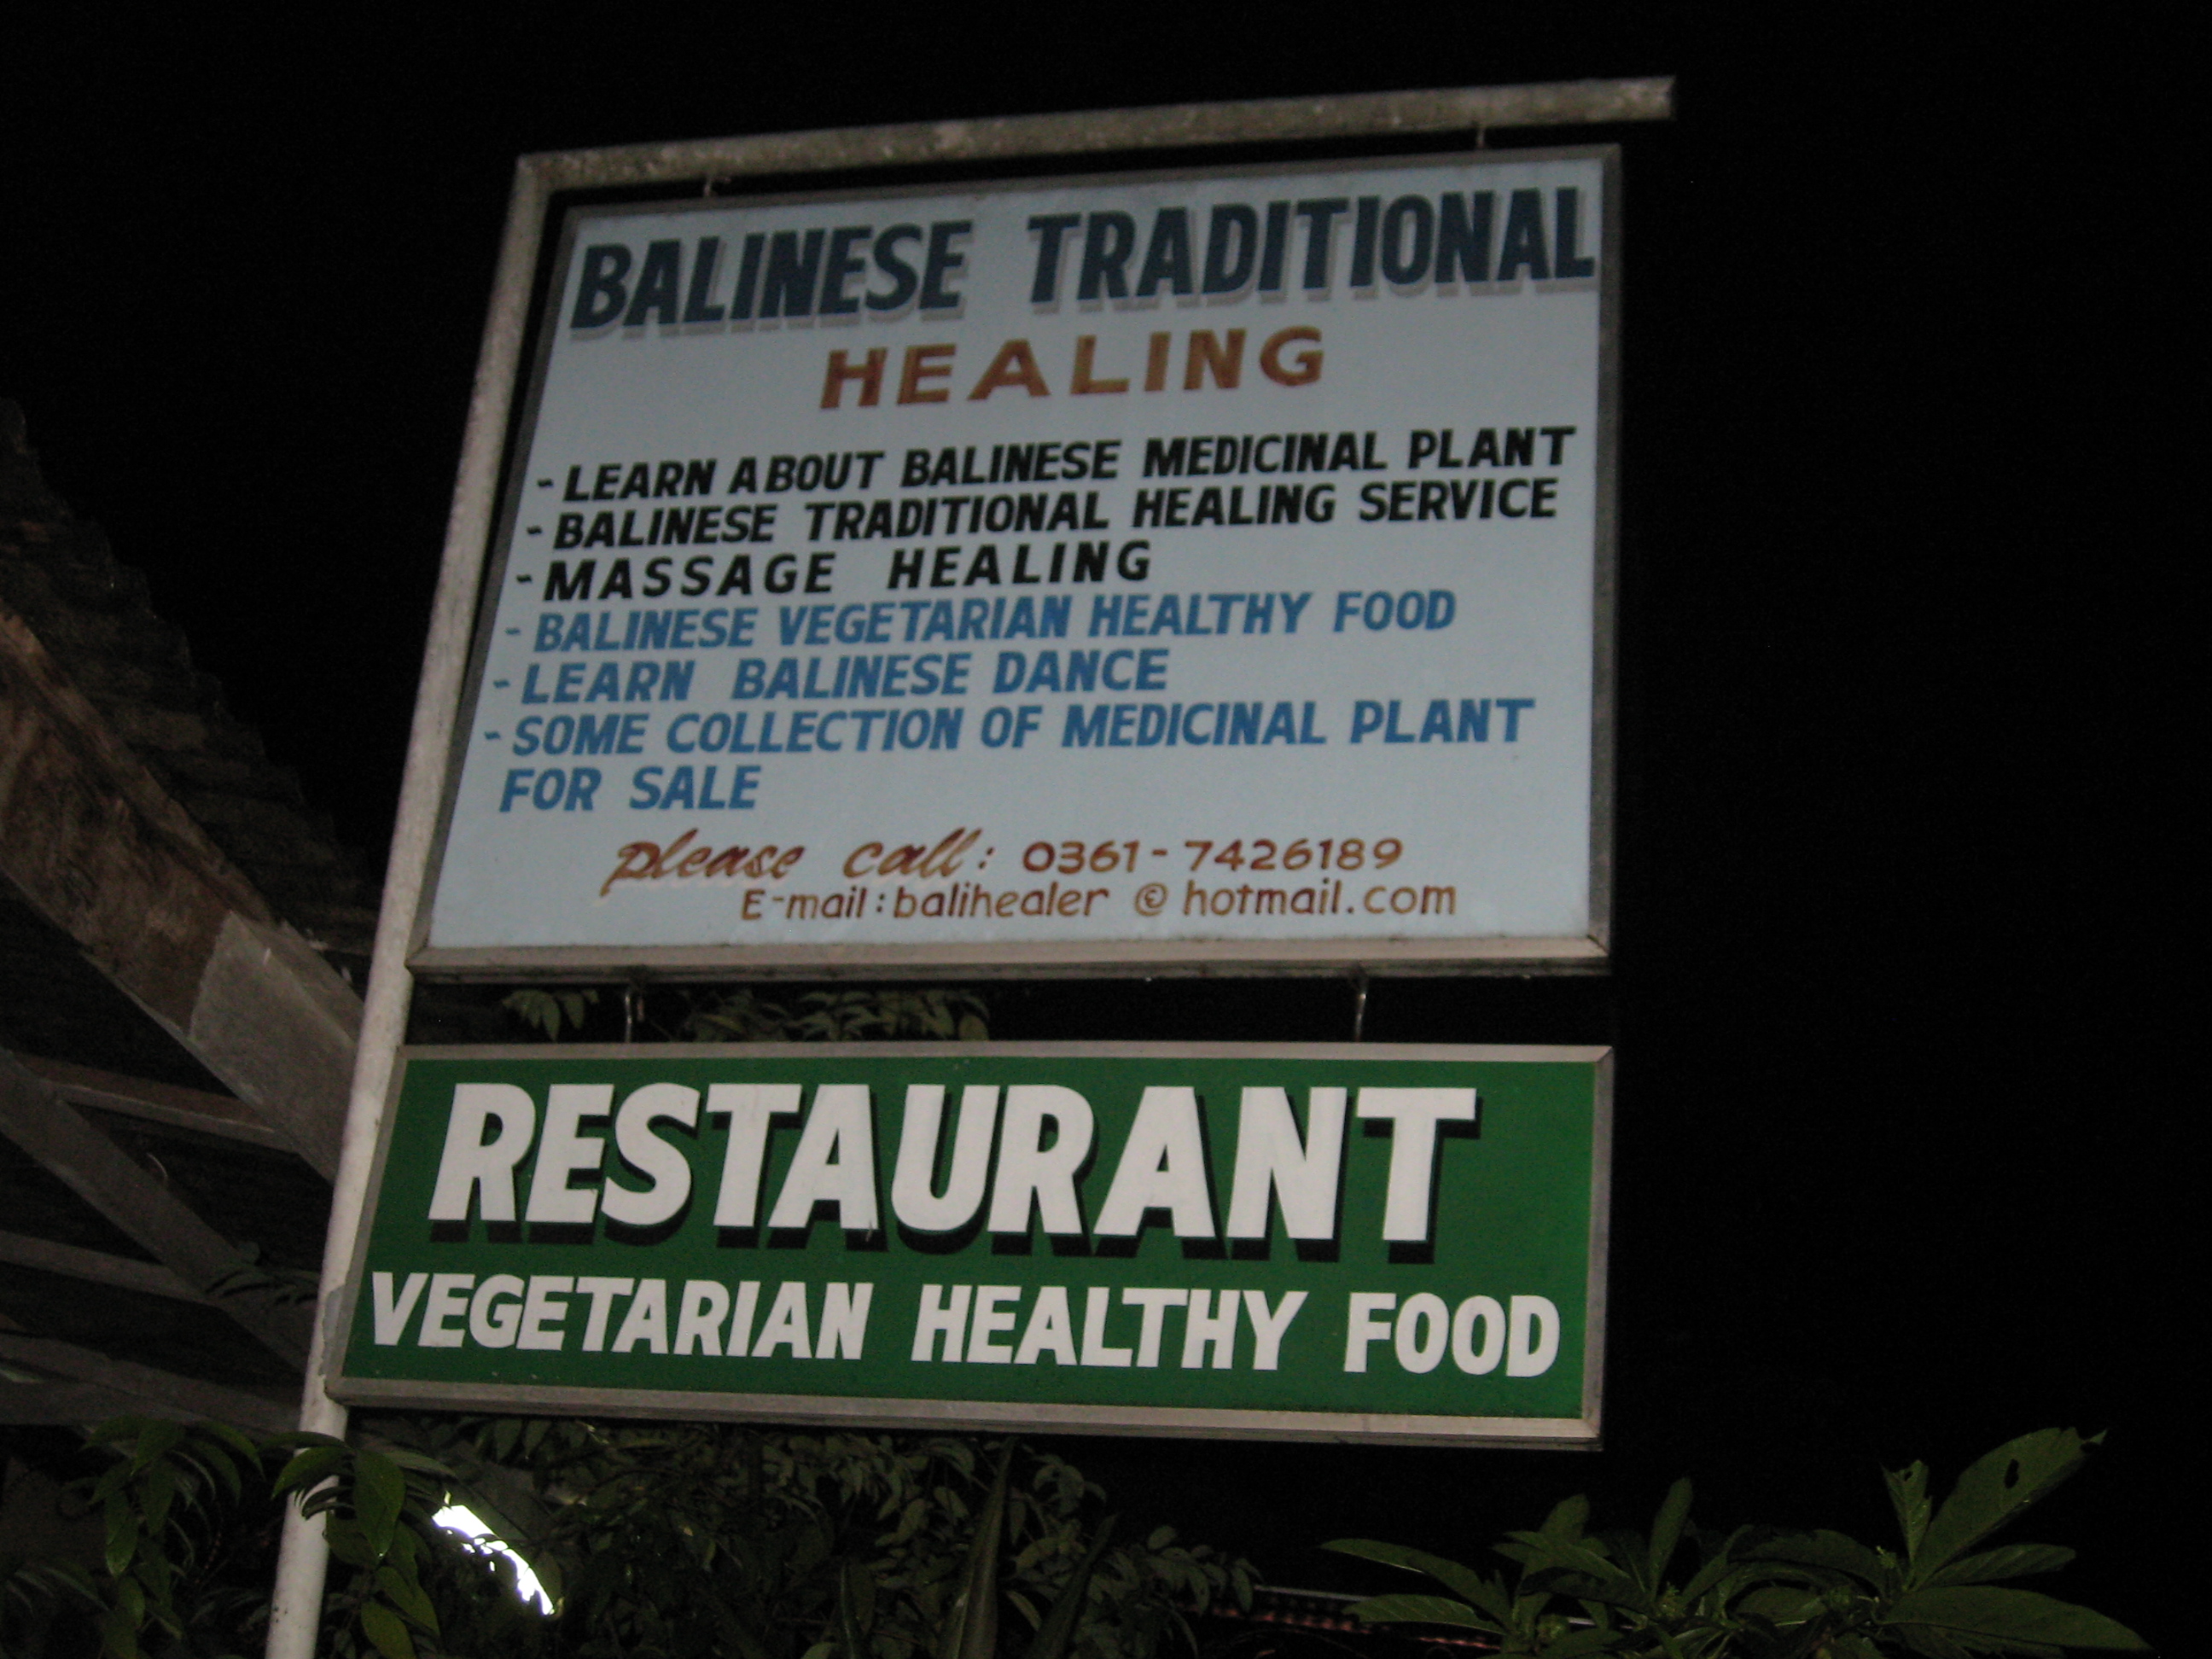 BALINESE TRADITIONAL
HEALING
- LEARN ABOUT BALINESE MEDICINAL PLANT
- BALINESE TRADITIONAL HEALING SERVICE
- MASSAGE HEALING
- BALINESE VEGETARIAN HEALTHY FOOD
- LEARN BALINESE DANCE
- SOME COLLECTION OF MEDICINAL PLANT
FOR SALE
please call: 0361-7426189
E-mail: balihealer @ hotmail.com
RESTAURANT
VEGETARIAN HEALTHY FOOD